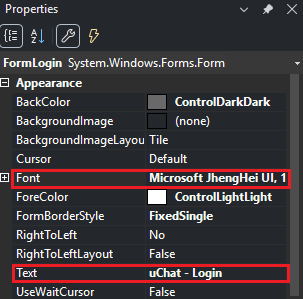 Properties
FormLogin System.Windows.Forms.Form
Appearance
BackColor ControlDarkDark
BackgroundImage (none)
BackgroundImageLayou Tile
Cursor Default
Font Microsoft JhengHei UI, 1
ForeColor ControlLightLight
FormBorderStyle FixedSingle
RightToLeft No
RightToLeftLayout False
Text uChat - Login
UseWaitCursor False